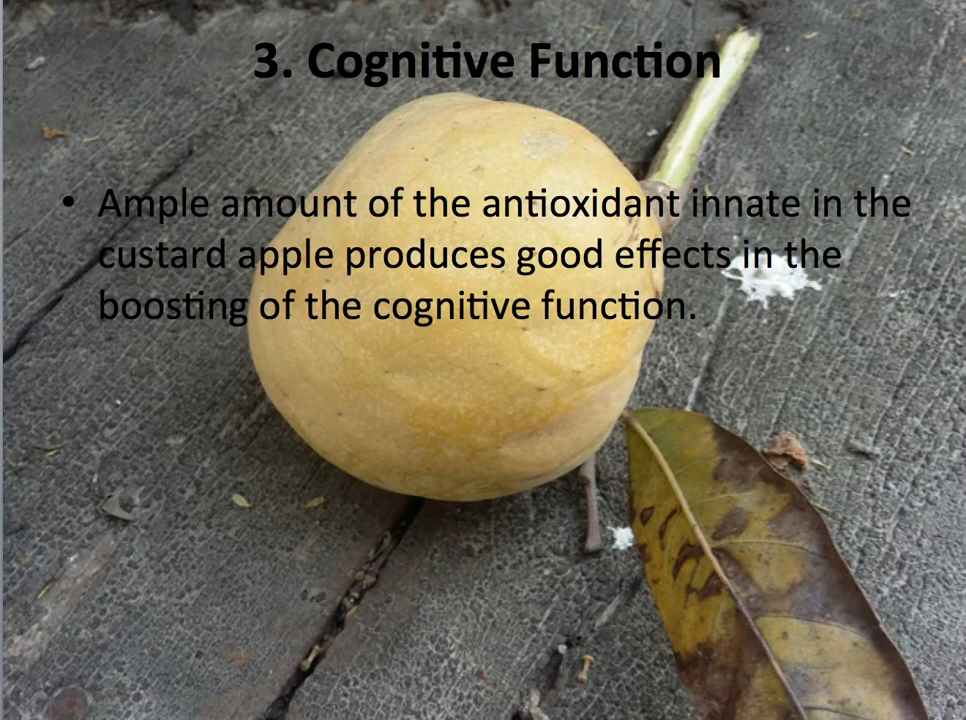 3. Cognitive Function
• Ample amount of the antioxidant innate in the
custard apple produces good effects in the
boosting of the cognitive function.